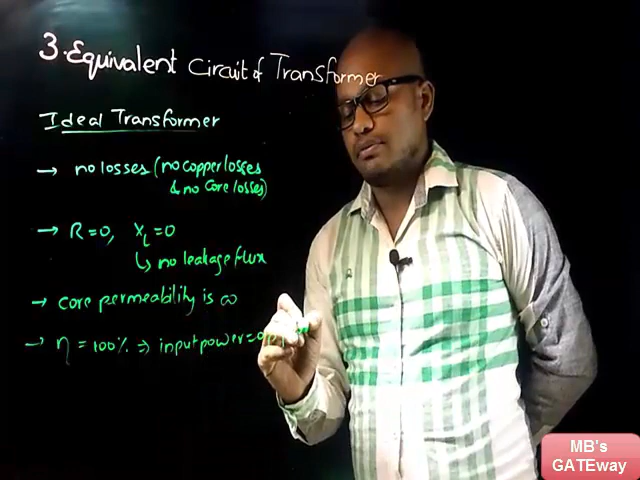 3. Equivalent Circuit of Transformer
Ideal Transformer
→ no losses (no copper losses
& no Core losses)
→ R=0, X_L=0
↳ no leakage flux
→ core permeability is ∞
→ η = 100% ⇒ input power =
MB's
GATEway